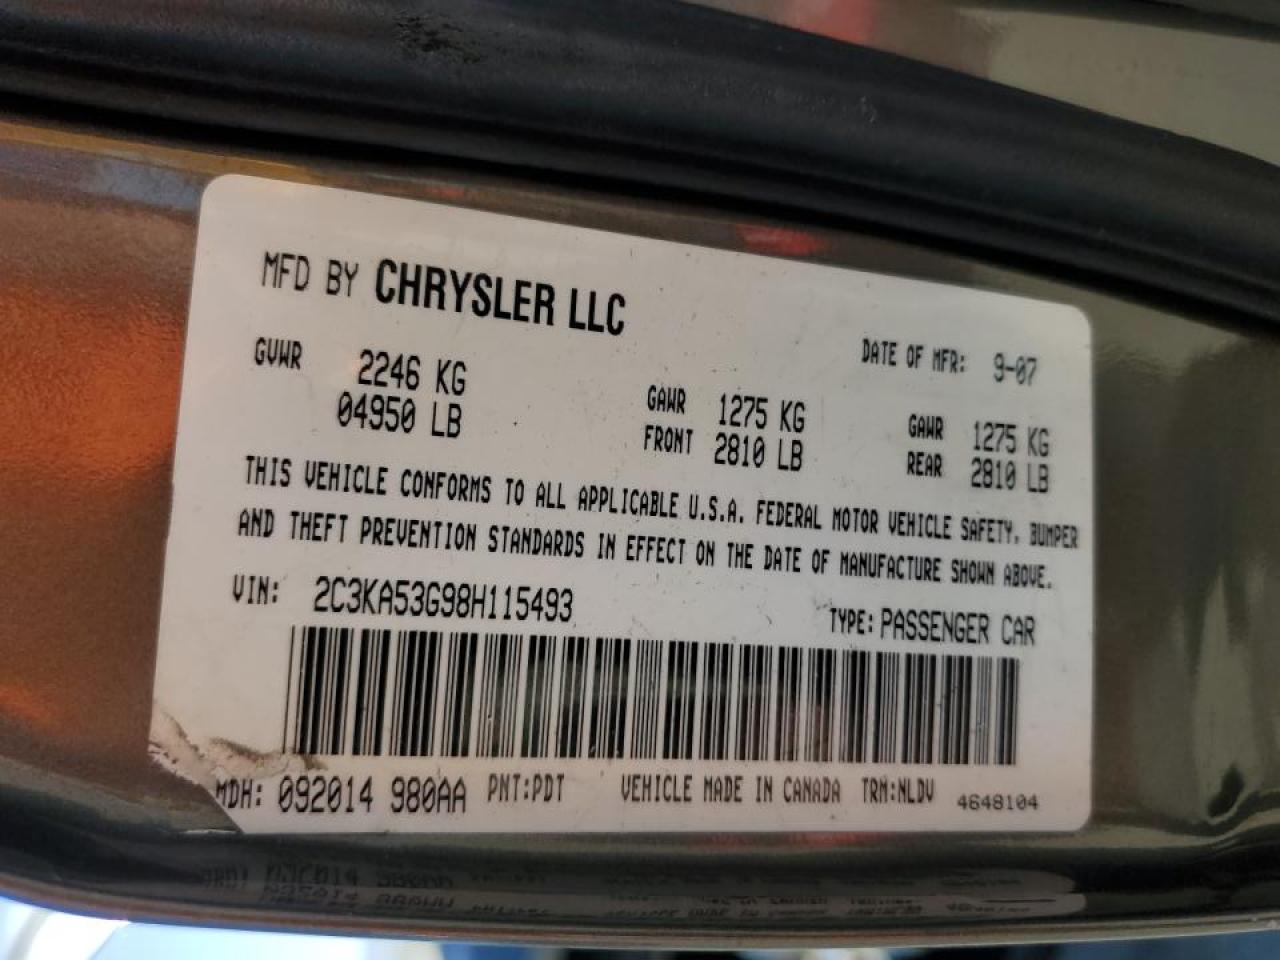 MFD BY CHRYSLER LLC
DATE OF MFR: 9-07
GVWR 2246 KG
04950 LB
GAWR 1275 KG
FRONT 2810 LB
GAWR 1275 KG
REAR 2810 LB
THIS VEHICLE CONFORMS TO ALL APPLICABLE U.S.A. FEDERAL MOTOR VEHICLE SAFETY, BUMPER
AND THEFT PREVENTION STANDARDS IN EFFECT ON THE DATE OF MANUFACTURE SHOWN ABOVE.
VIN: 2C3KA53G98H115493 TYPE: PASSENGER CAR
MDH: 092014 980AA PNT:PDT VEHICLE MADE IN CANADA TRM:NLDV 4648104